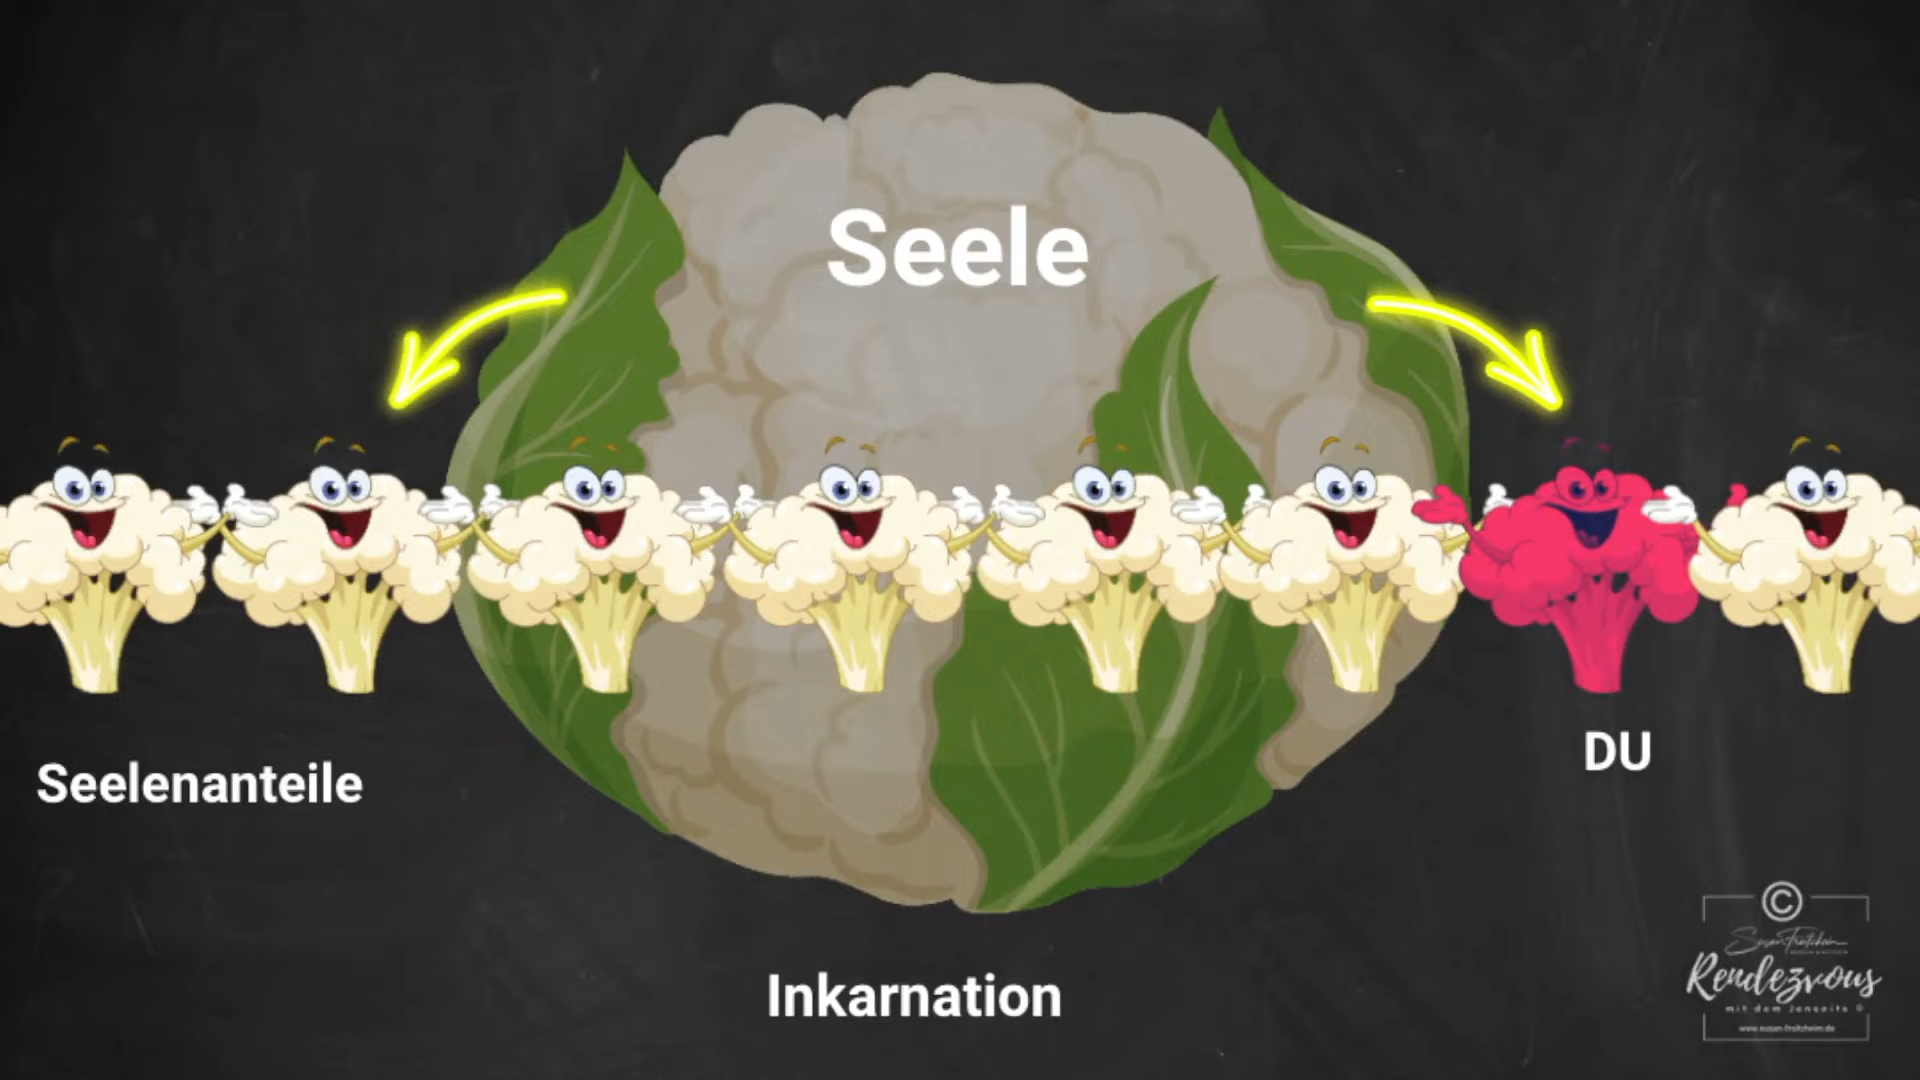 Seele
Seelenanteile
DU
Inkarnation
©
Rendezvous
mit dem Jenseits